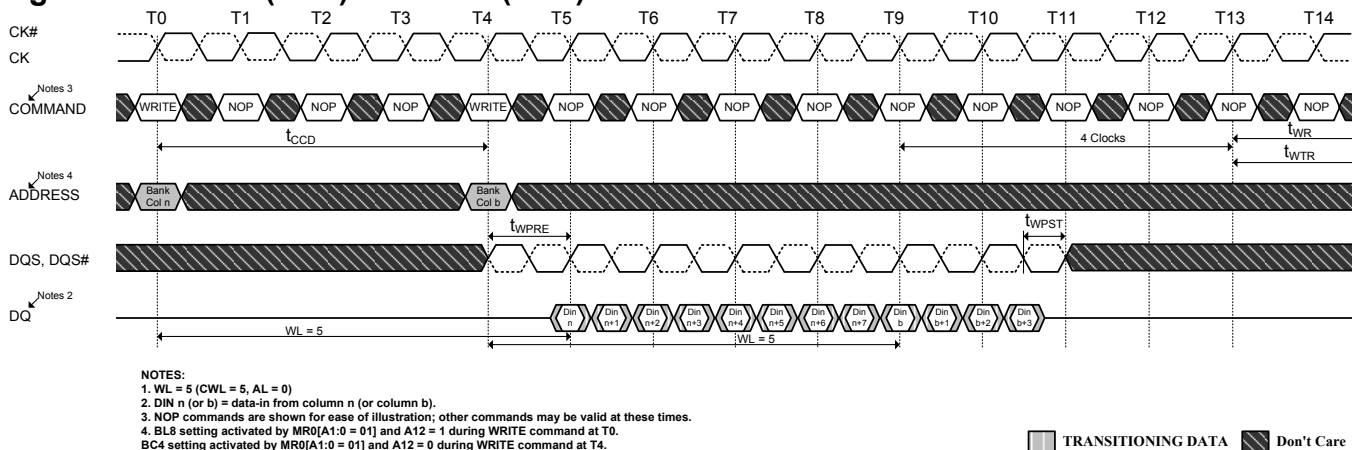 T0 T1 T2 T3 T4 T5 T6 T7 T8 T9 T10 T11 T12 T13 T14
CK#
CK
Notes 3
COMMAND
WRITE NOP NOP NOP WRITE NOP NOP NOP NOP NOP NOP NOP NOP NOP NOP
tCCD
4 Clocks
tWR
tWTR
Notes 4
ADDRESS
Bank
Col n
Bank
Col b
tWPRE
tWPST
DQS, DQS#
Notes 2
DQ
Din
n
Din
n+1
Din
n+2
Din
n+3
Din
n+4
Din
n+5
Din
n+6
Din
n+7
Din
b
Din
b+1
Din
b+2
Din
b+3
WL = 5
WL = 5
NOTES:
1. WL = 5 (CWL = 5, AL = 0)
2. DIN n (or b) = data-in from column n (or column b).
3. NOP commands are shown for ease of illustration; other commands may be valid at these times.
4. BL8 setting activated by MR0[A1:0 = 01] and A12 = 1 during WRITE command at T0.
BC4 setting activated by MR0[A1:0 = 01] and A12 = 0 during WRITE command at T4.
TRANSITIONING DATA
Don't Care